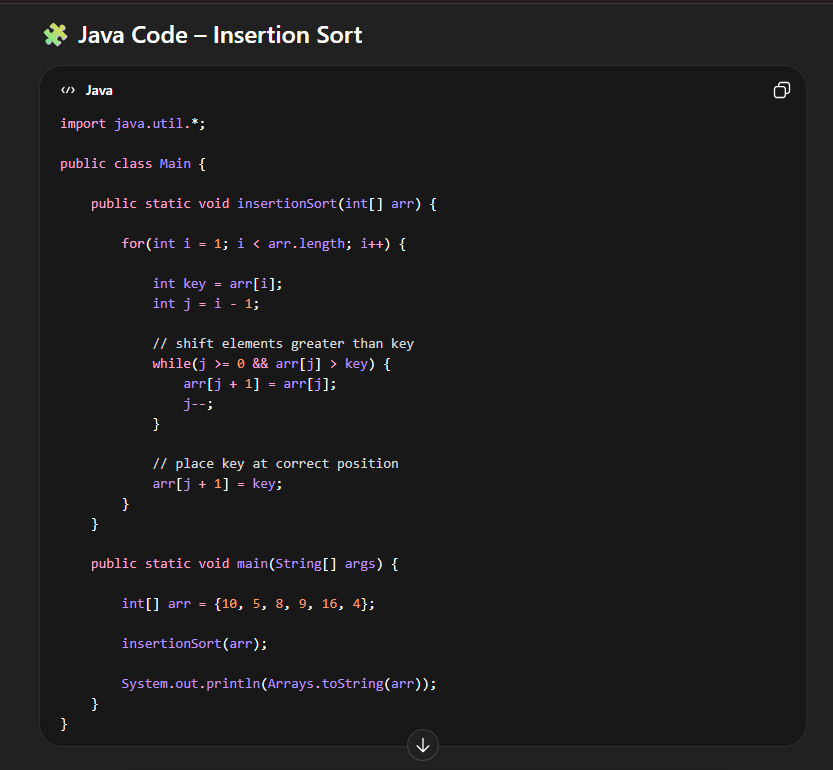 🧩 Java Code – Insertion Sort
</> Java
import java.util.*;
public class Main {
    public static void insertionSort(int[] arr) {
        for(int i = 1; i < arr.length; i++) {
            int key = arr[i];
            int j = i - 1;
            // shift elements greater than key
            while(j >= 0 && arr[j] > key) {
                arr[j + 1] = arr[j];
                j--;
            }
            // place key at correct position
            arr[j + 1] = key;
        }
    }
    public static void main(String[] args) {
        int[] arr = {10, 5, 8, 9, 16, 4};
        insertionSort(arr);
        System.out.println(Arrays.toString(arr));
    }
}